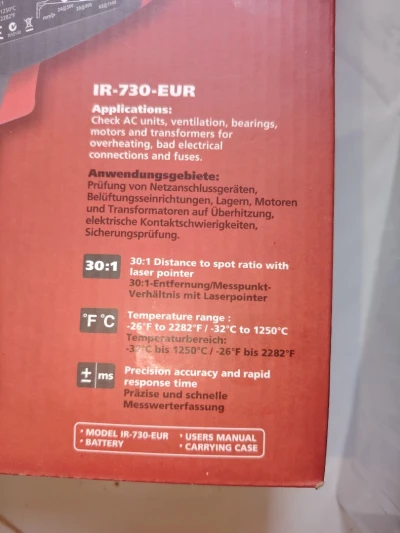 1250°C
2282°F
IR-730-EUR
Applications:
Check AC units, ventilation, bearings,
motors and transformers for
overheating, bad electrical
connections and fuses.
Anwendungsgebiete:
Prüfung von Netzanschlussgeräten,
Belüftungsseinrichtungen, Lagern, Motoren
und Transformatoren auf Überhitzung,
elektrische Kontaktschwierigkeiten,
Sicherungsprüfung.
30:1
30:1 Distance to spot ratio with
laser pointer
30:1-Entfernung/Messpunkt-
Verhältnis mit Laserpointer
°F °C
Temperature range :
-26°F to 2282°F / -32°C to 1250°C
Temperaturbereich:
-32°C bis 1250°C / -26°F bis 2282°F
± ms
Precision accuracy and rapid
response time
Präzise und schnelle
Messwerterfassung
• MODEL IR-730-EUR • USERS MANUAL
• BATTERY • CARRYING CASE